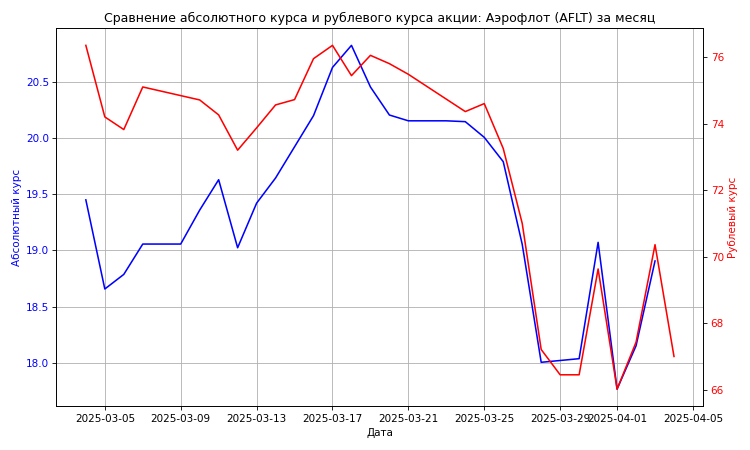 Сравнение абсолютного курса и рублевого курса акции: Аэрофлот (AFLT) за месяц
Абсолютный курс
20.5
20.0
19.5
19.0
18.5
18.0
76
74
72
70
68
66
Рублевый курс
2025-03-05 2025-03-09 2025-03-13 2025-03-17 2025-03-21 2025-03-25 2025-03-29 2025-04-01 2025-04-05
Дата